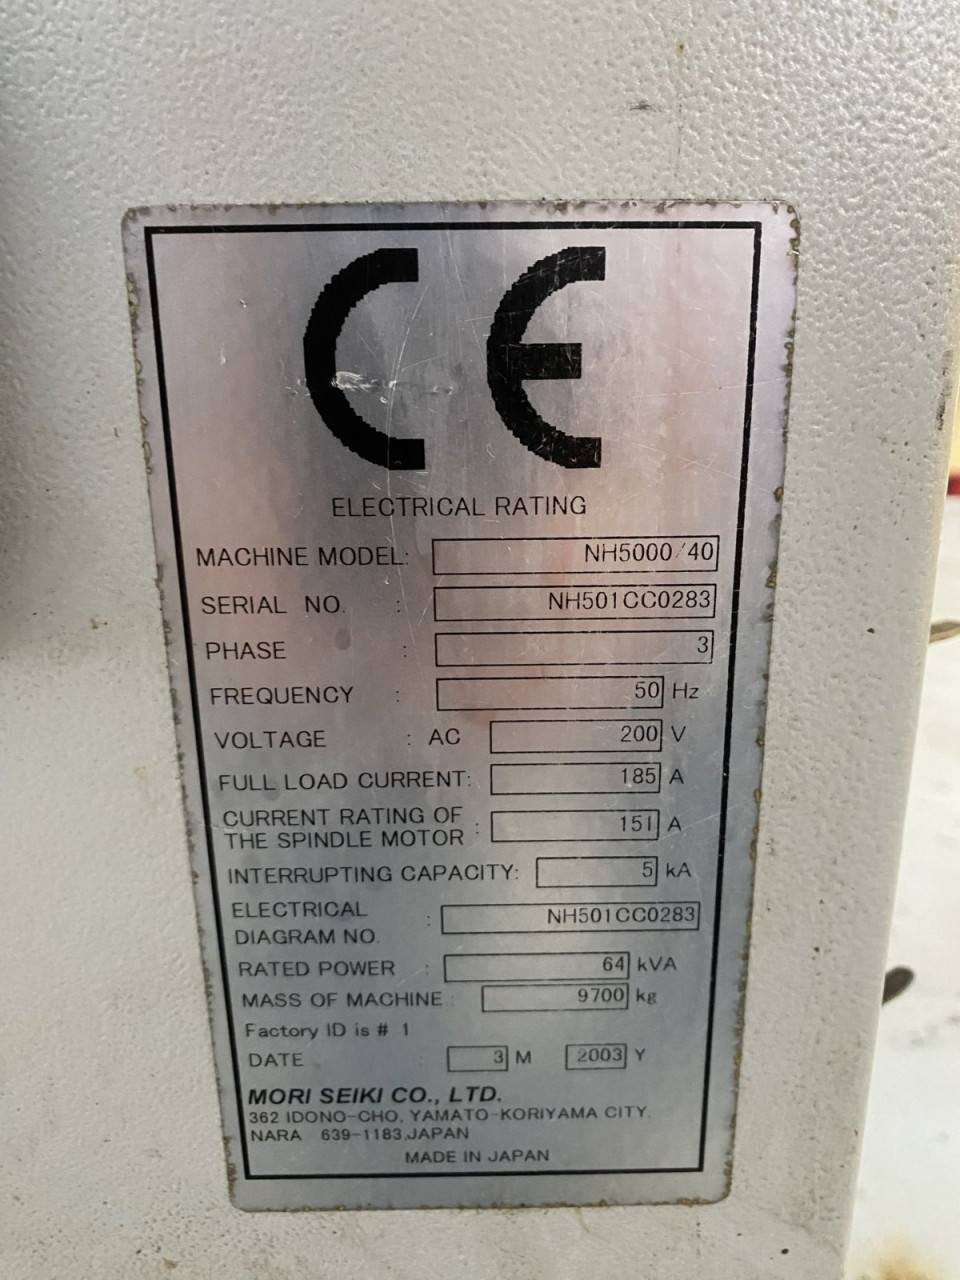 CE
ELECTRICAL RATING
MACHINE MODEL: NH5000/40
SERIAL NO. : NH501CC0283
PHASE : 3
FREQUENCY : 50 Hz
VOLTAGE : AC 200 V
FULL LOAD CURRENT: 185 A
CURRENT RATING OF
THE SPINDLE MOTOR : 151 A
INTERRUPTING CAPACITY: 5 kA
ELECTRICAL
DIAGRAM NO. : NH501CC0283
RATED POWER : 64 kVA
MASS OF MACHINE : 9700 kg
Factory ID is # 1
DATE : 3 M 2003 Y
MORI SEIKI CO., LTD.
362 IDONO-CHO, YAMATO-KORIYAMA CITY,
NARA 639-1183, JAPAN
MADE IN JAPAN